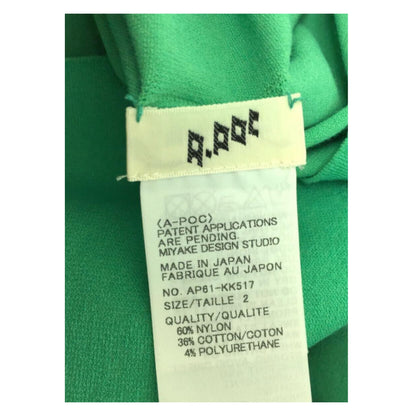 A.POC
(A-POC)
PATENT APPLICATIONS
ARE PENDING.
MIYAKE DESIGN STUDIO
MADE IN JAPAN
FABRIQUE AU JAPON
NO. AP61-KK517
SIZE/TAILLE 2
QUALITY/QUALITE
60% NYLON
36% COTTON/COTON
4% POLYURETHANE